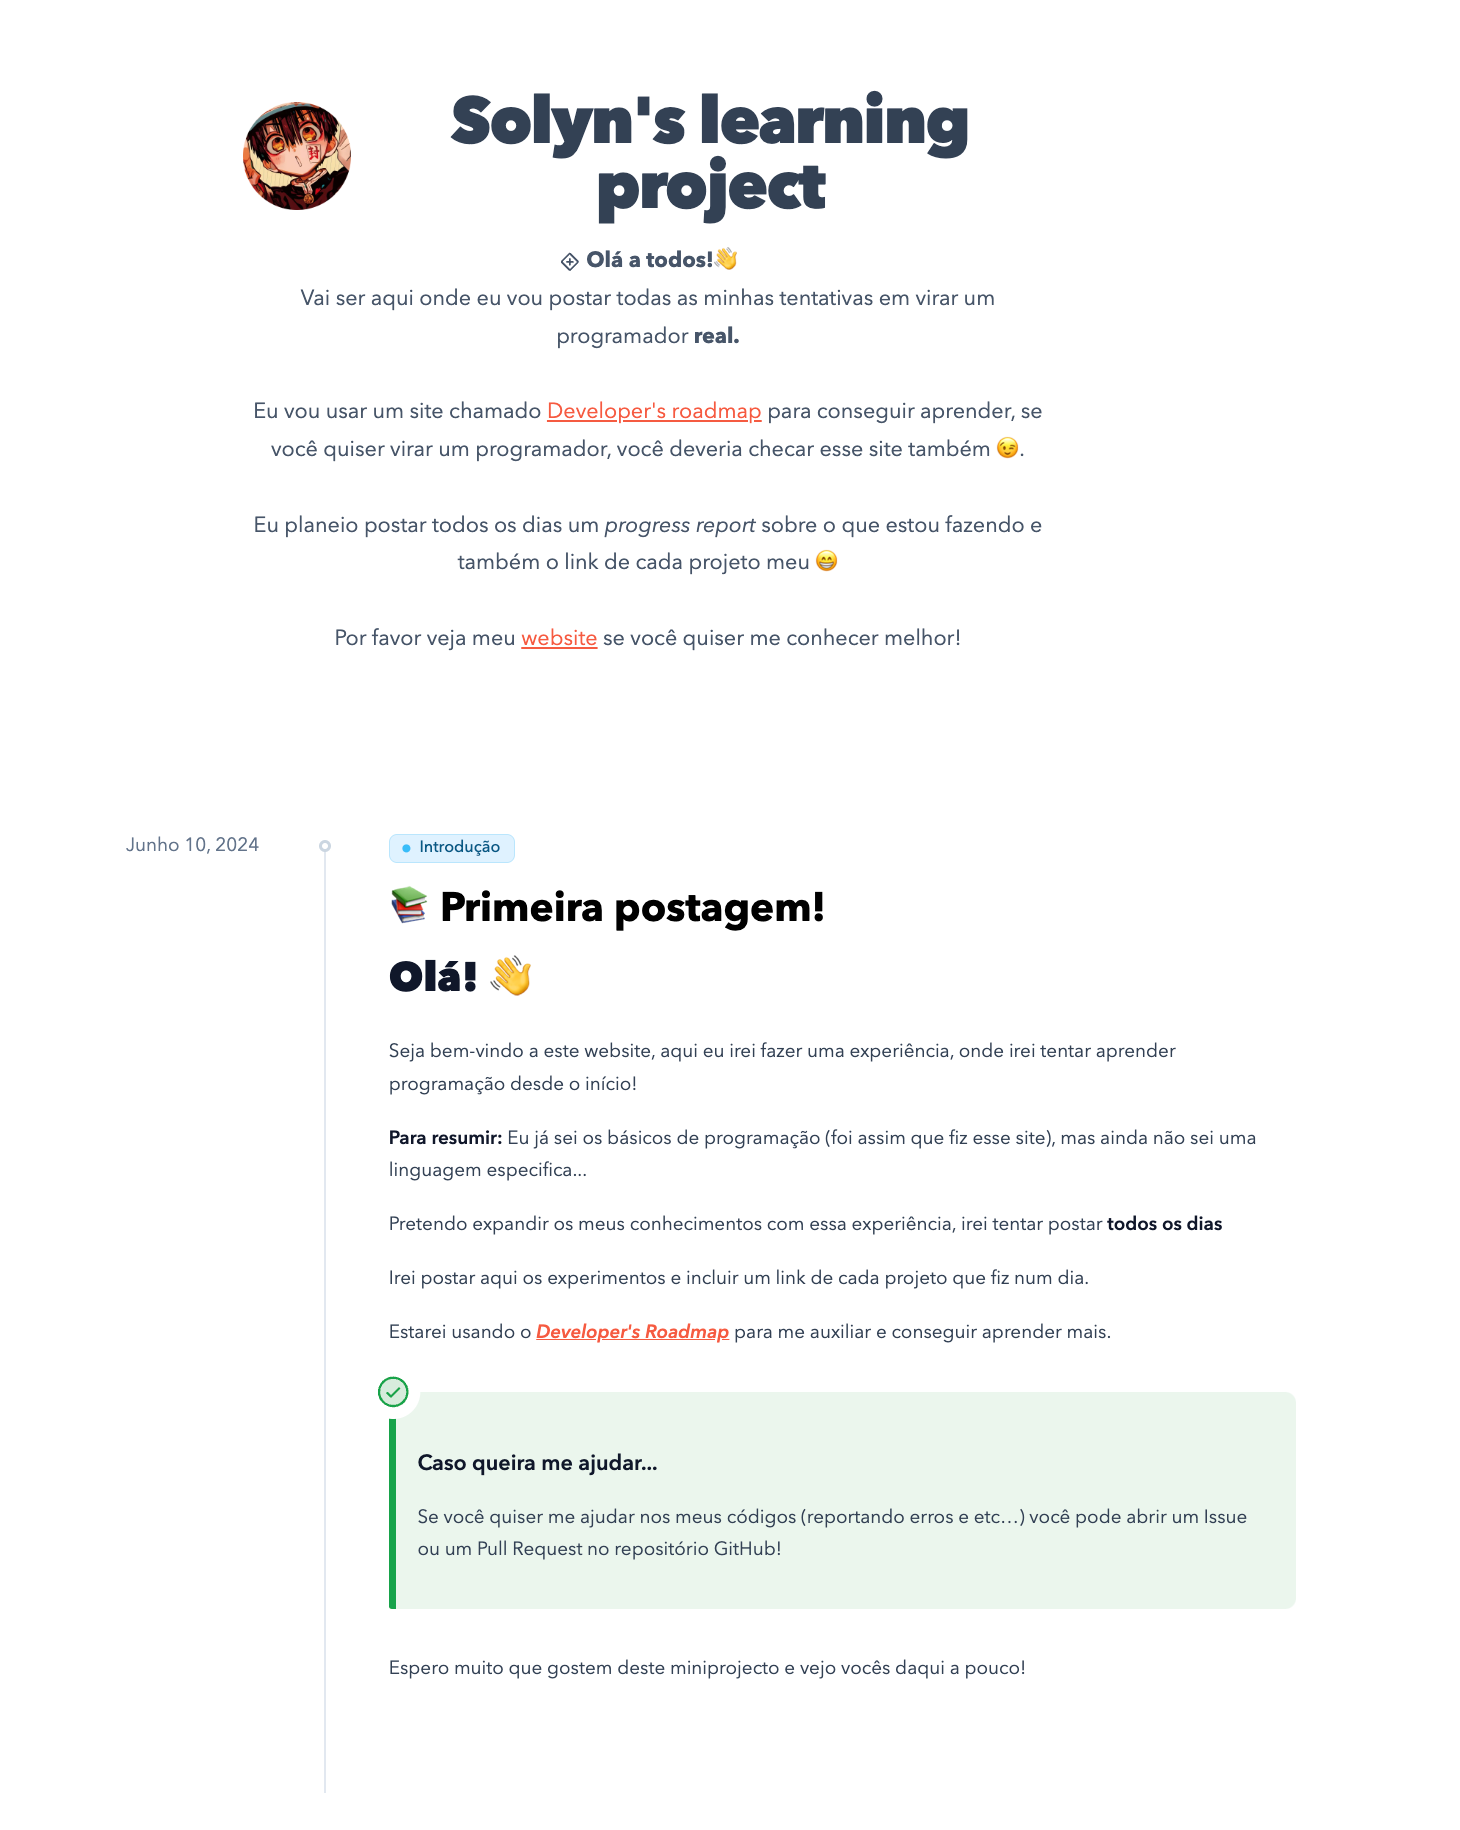 Solyn's learning
project
Olá a todos!👋
Vai ser aqui onde eu vou postar todas as minhas tentativas em virar um
programador real.
Eu vou usar um site chamado Developer's roadmap para conseguir aprender, se
você quiser virar um programador, você deveria checar esse site também 😉.
Eu planeio postar todos os dias um progress report sobre o que estou fazendo e
também o link de cada projeto meu 😁
Por favor veja meu website se você quiser me conhecer melhor!
Junho 10, 2024
Introdução
📚 Primeira postagem!
Olá! 👋
Seja bem-vindo a este website, aqui eu irei fazer uma experiência, onde irei tentar aprender
programação desde o início!
Para resumir: Eu já sei os básicos de programação (foi assim que fiz esse site), mas ainda não sei uma
linguagem especifica...
Pretendo expandir os meus conhecimentos com essa experiência, irei tentar postar todos os dias
Irei postar aqui os experimentos e incluir um link de cada projeto que fiz num dia.
Estarei usando o Developer's Roadmap para me auxiliar e conseguir aprender mais.
Caso queira me ajudar...
Se você quiser me ajudar nos meus códigos (reportando erros e etc…) você pode abrir um Issue
ou um Pull Request no repositório GitHub!
Espero muito que gostem deste miniprojecto e vejo vocês daqui a pouco!
封